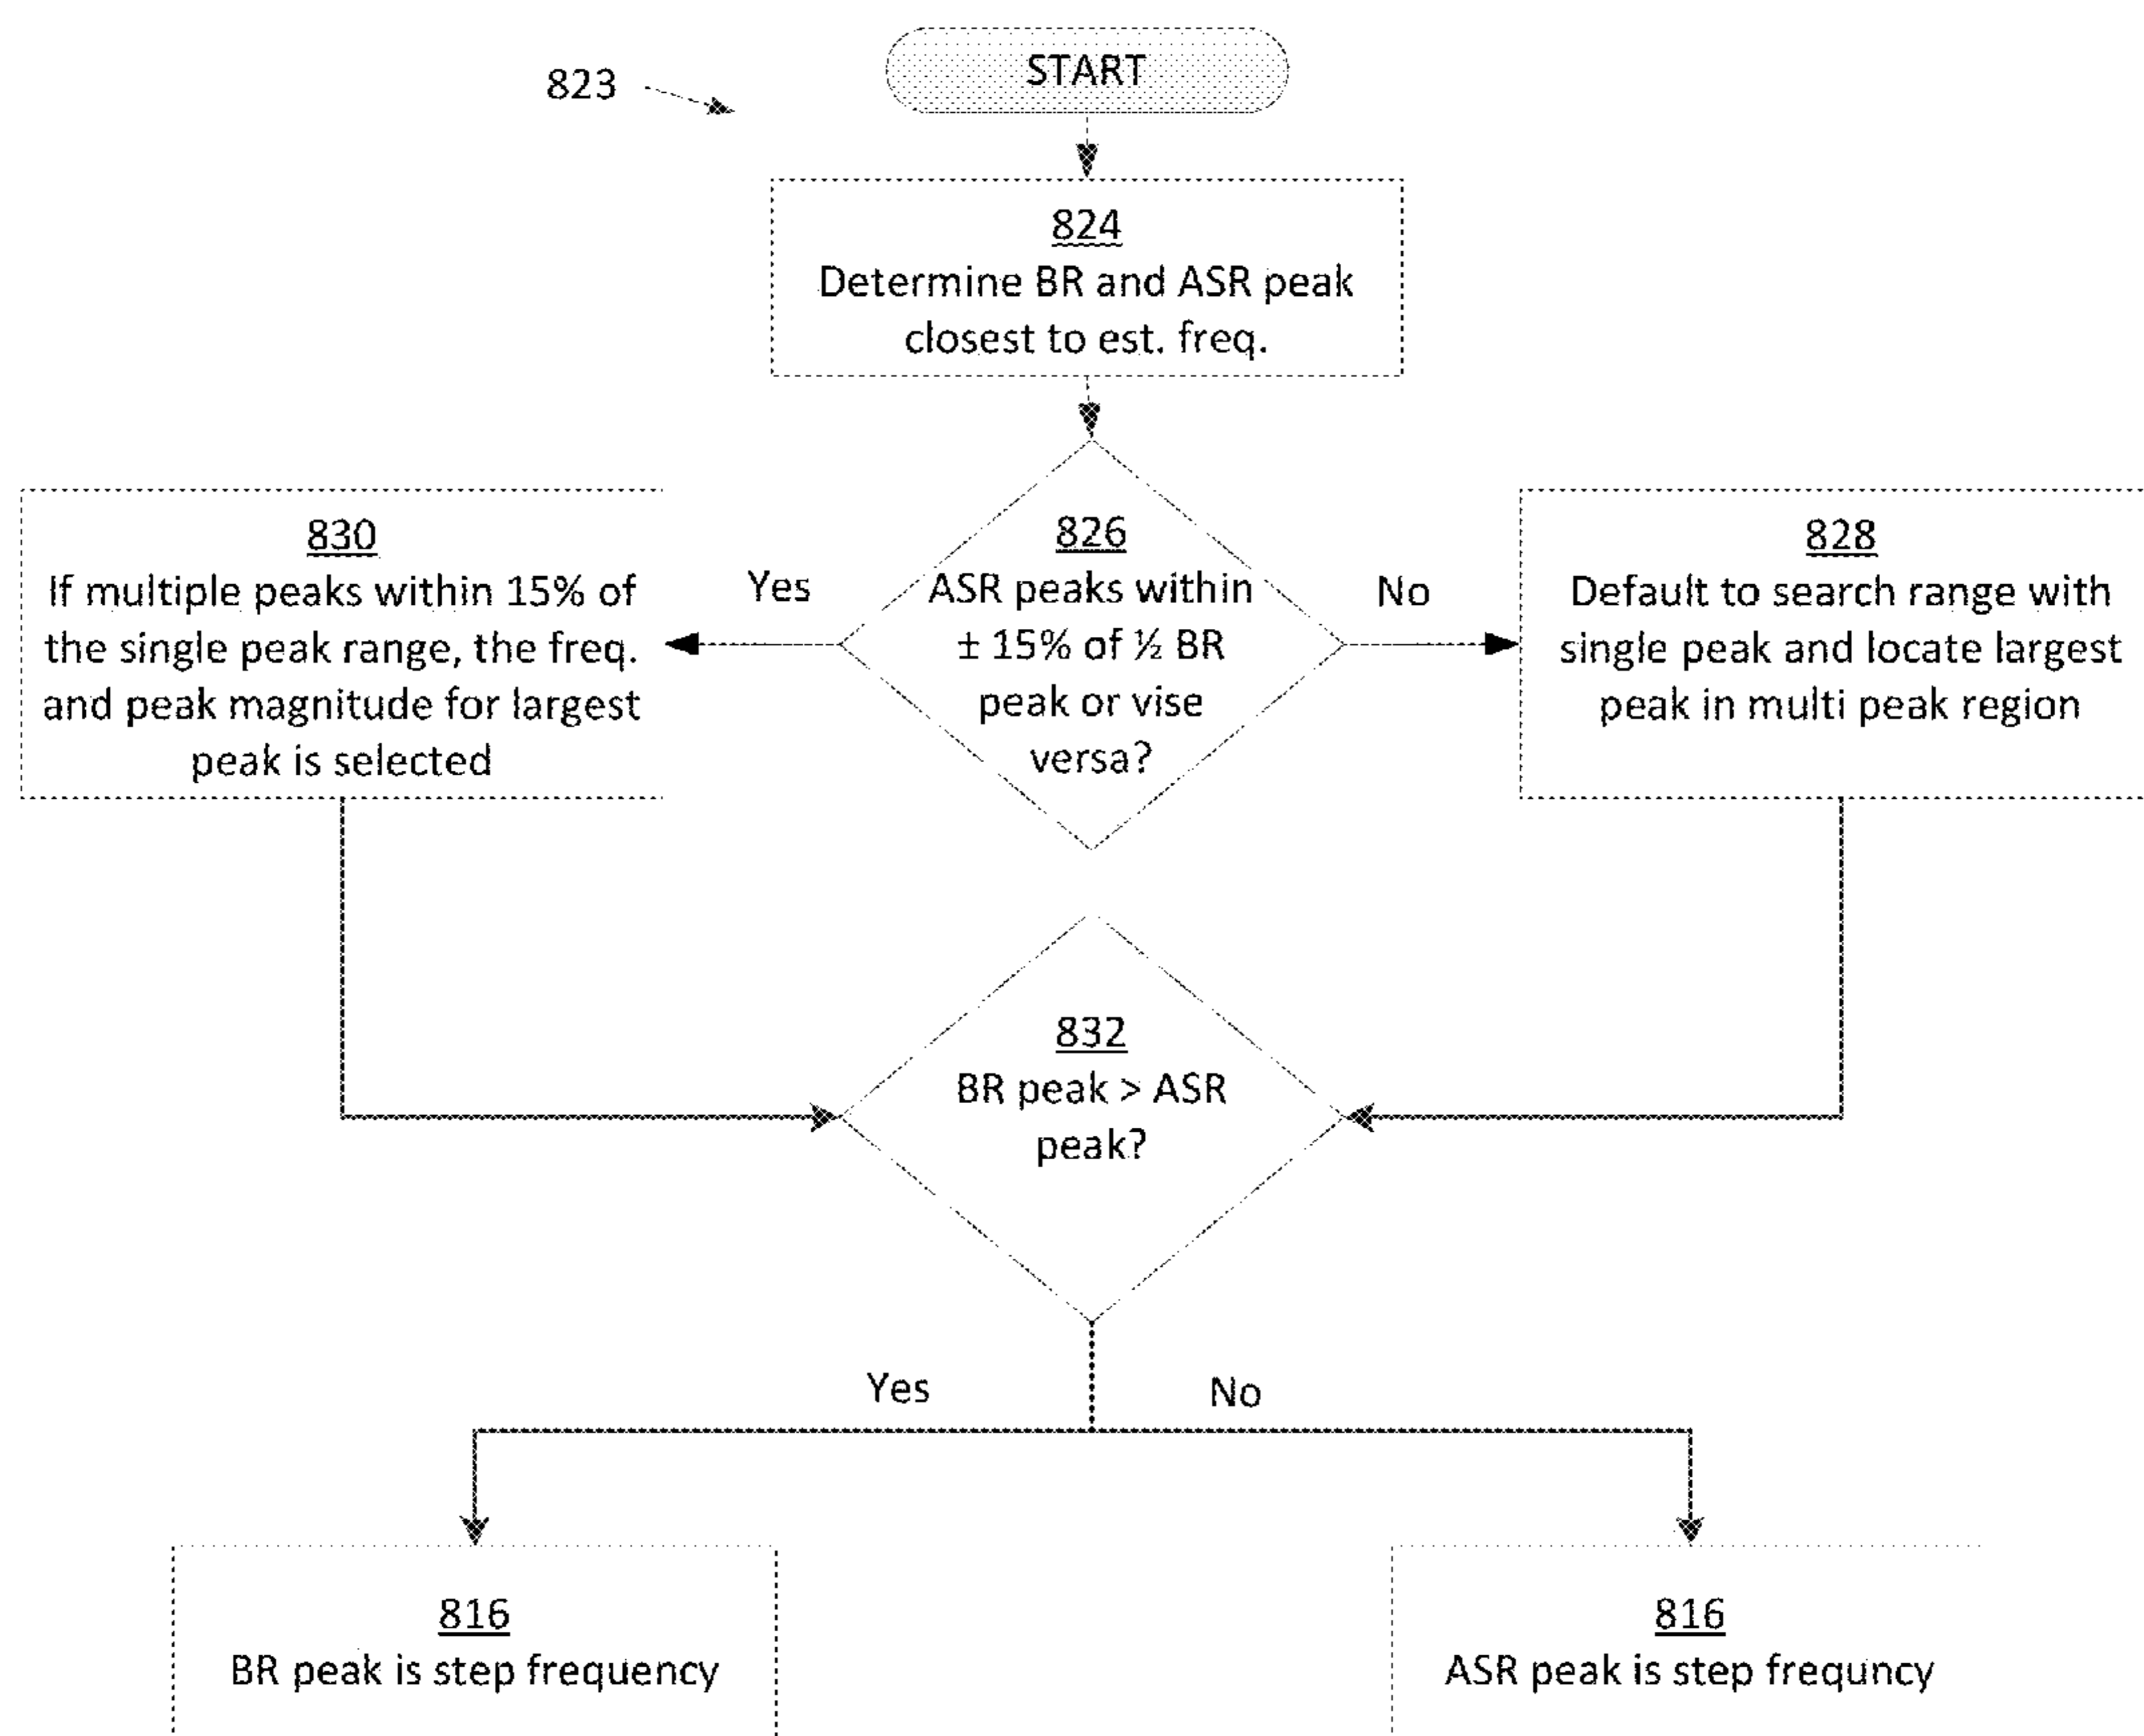 START
823
824
Determine BR and ASR peak
closest to est. freq.
830
If multiple peaks within 15% of
the single peak range, the freq.
and peak magnitude for largest
peak is selected
Yes
826
ASR peaks within
± 15% of ½ BR
peak or vise
versa?
No
828
Default to search range with
single peak and locate largest
peak in multi peak region
832
BR peak > ASR
peak?
Yes
No
816
BR peak is step frequency
816
ASR peak is step frequncy